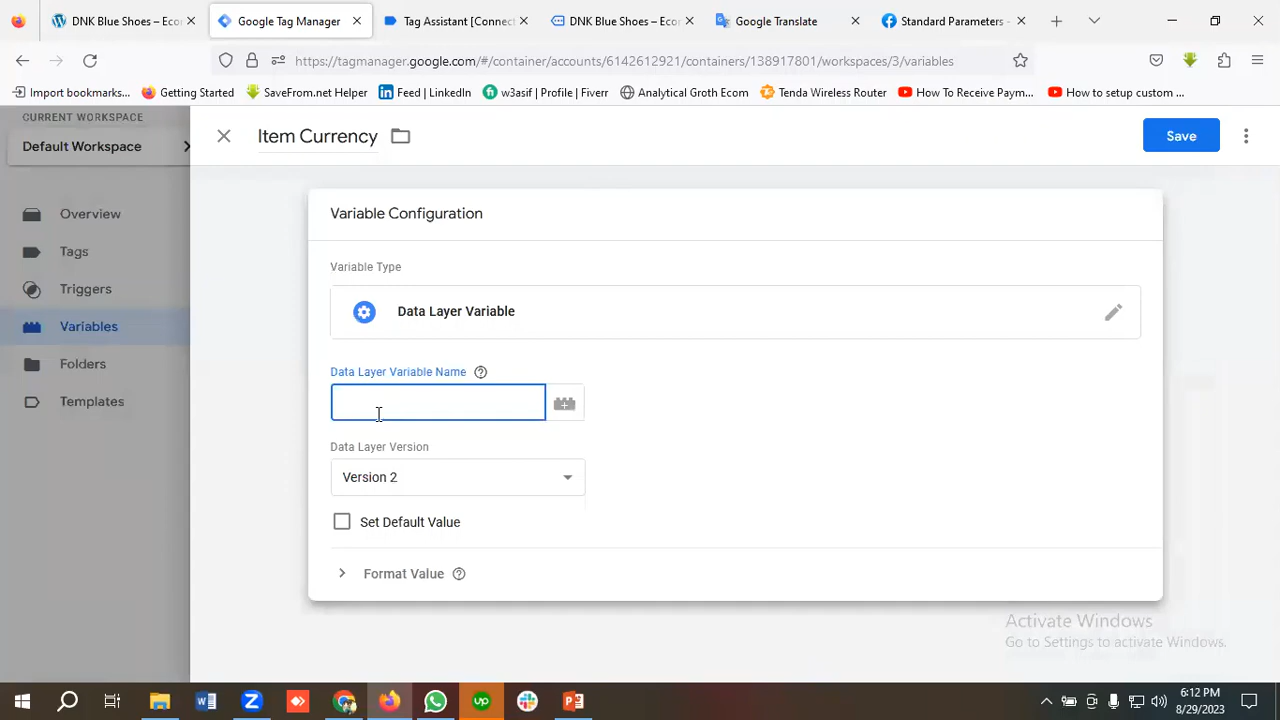 DNK Blue Shoes – Ecor
Google Tag Manager
Tag Assistant [Connect
DNK Blue Shoes – Ecor
Google Translate
Standard Parameters -
https://tagmanager.google.com/#/container/accounts/6142612921/containers/138917801/workspaces/3/variables
Import bookmarks...
Getting Started
SaveFrom.net Helper
Feed | LinkedIn
w3asif | Profile | Fiverr
Analytical Groth Ecom
Tenda Wireless Router
How To Receive Paym...
How to setup custom ...
CURRENT WORKSPACE
Default Workspace
Item Currency
Save
Overview
Tags
Triggers
Variables
Folders
Templates
Variable Configuration
Variable Type
Data Layer Variable
Data Layer Variable Name
Data Layer Version
Version 2
Set Default Value
Format Value
Activate Windows
Go to Settings to activate Windows.
6:12 PM
8/29/2023